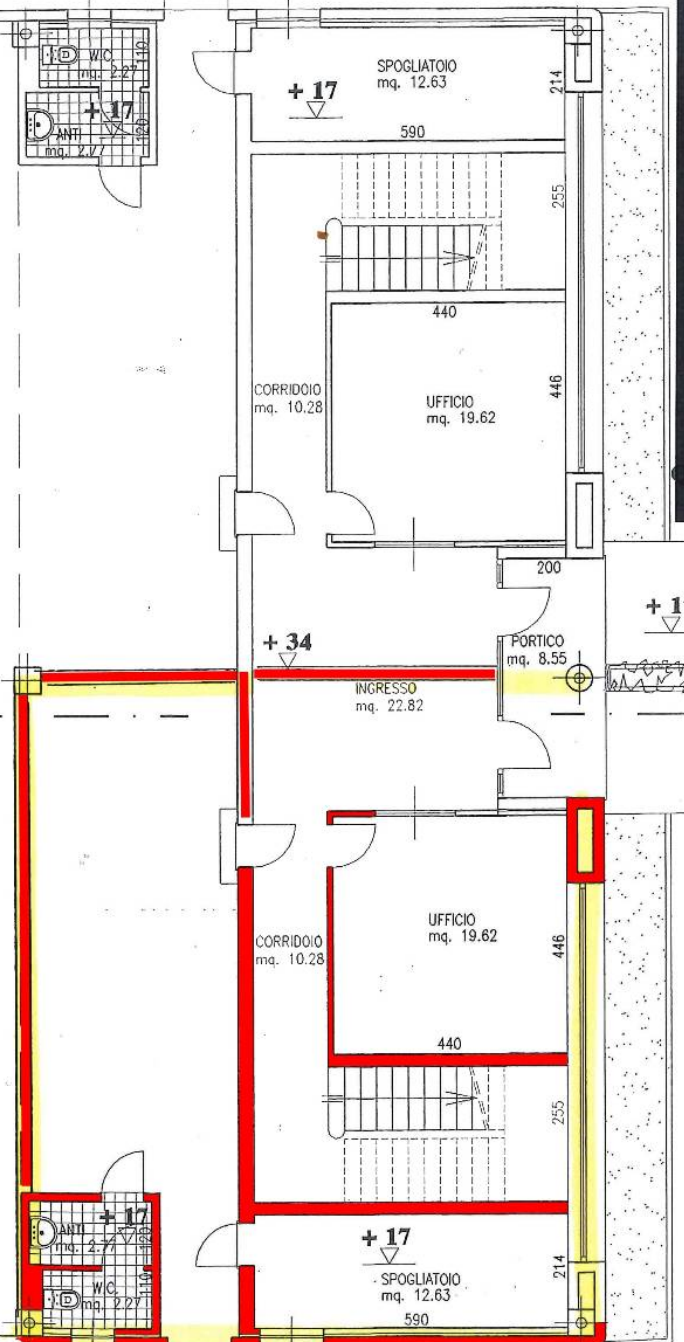 W.C.
mq. 2.27
110
+ 17
ANTI
mq. 2.77
120
SPOGLIATOIO
mq. 12.63
+ 17
590
214
255
440
CORRIDOIO
mq. 10.28
UFFICIO
mq. 19.62
446
200
PORTICO
mq. 8.55
+ 34
INGRESSO
mq. 22.82
CORRIDOIO
mq. 10.28
UFFICIO
mq. 19.62
446
440
255
ANTI
mq. 2.77
120
+ 17
W.C.
mq. 2.27
110
+ 17
SPOGLIATOIO
mq. 12.63
590
214